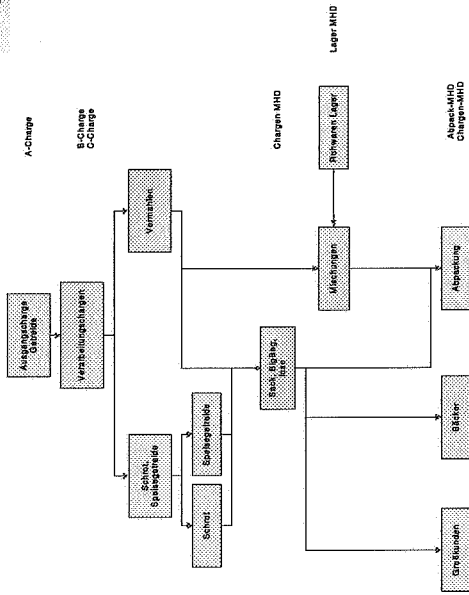 Ausgangscharge
Getreide
A-Charge
Verarbeitungschargen
B-Charge
C-Charge
Schrot,
Speisegetreide
Vermahlen
Schrot
Speisegetreide
Sack, BigBag,
lose
Chargen MHD
Mischungen
Rohwaren Lager
Lager MHD
Großkunden
Bäcker
Abpackung
Abpack-MHD
Chargen-MHD